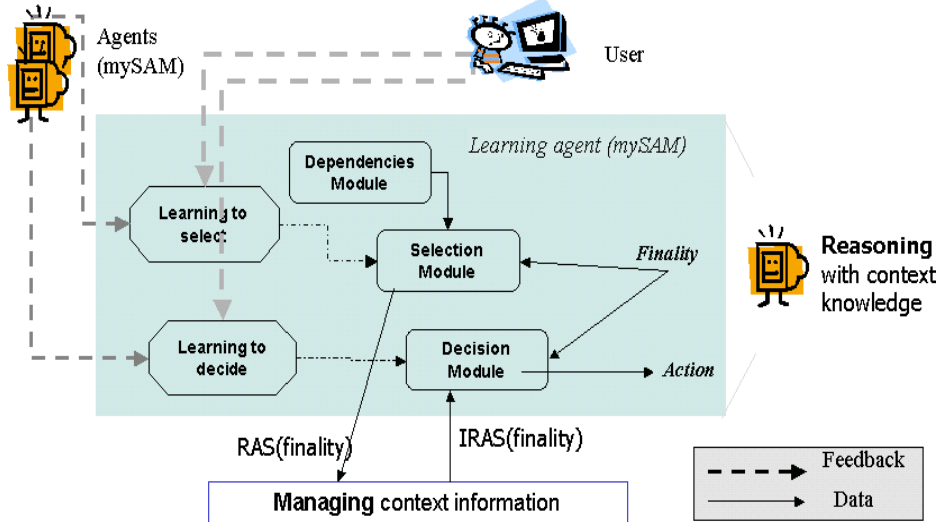 Agents
(mySAM)
User
Learning agent (mySAM)
Dependencies
Module
Learning to
select
Selection
Module
Finality
Reasoning
with context
knowledge
Learning to
decide
Decision
Module
Action
RAS(finality)
IRAS(finality)
Managing context information
Feedback
Data